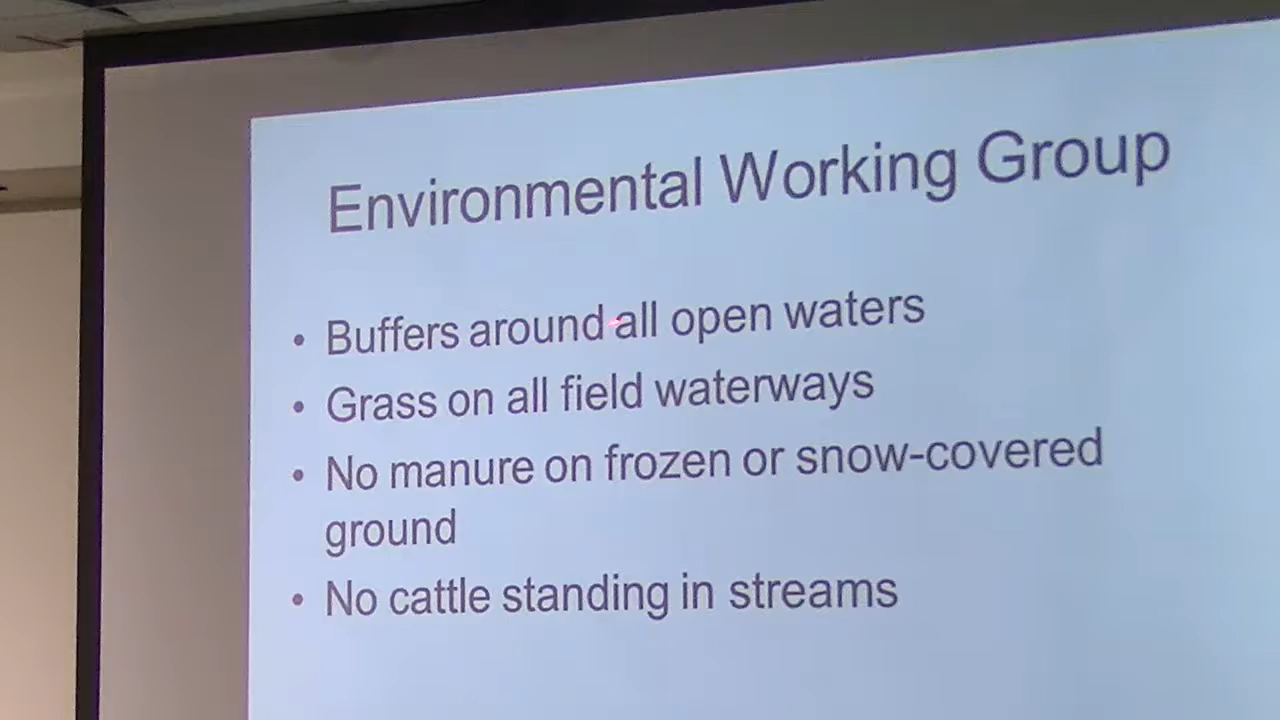 Environmental Working Group
• Buffers around all open waters
• Grass on all field waterways
• No manure on frozen or snow-covered
ground
• No cattle standing in streams